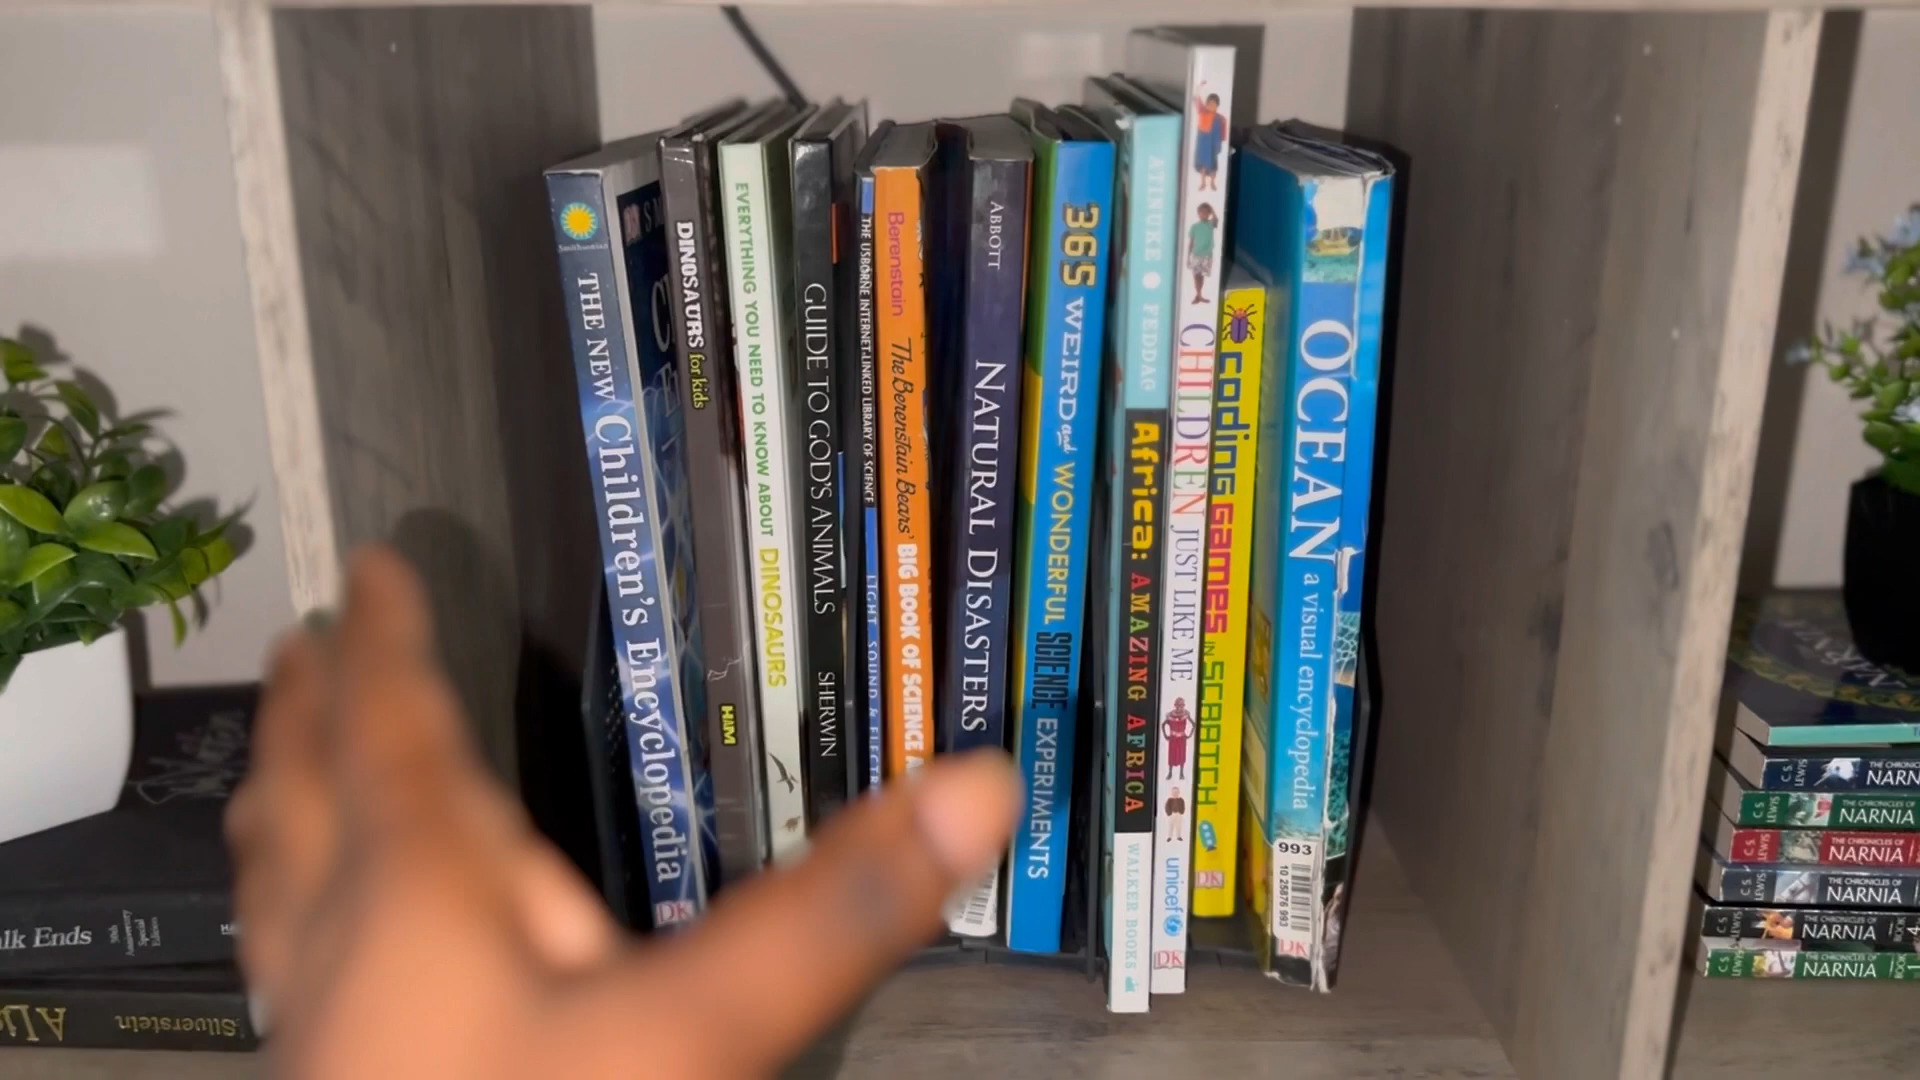 Smithsonian
THE NEW Children's Encyclopedia
DK
DINOSAURS for kids
HAM
EVERYTHING YOU NEED TO KNOW ABOUT DINOSAURS
GUIDE TO GOD'S ANIMALS
SHERWIN
THE USBORNE INTERNET-LINKED LIBRARY OF SCIENCE
LIGHT, SOUND &
Berenstain
The Berenstain Bears' BIG BOOK OF SCIENCE
ABBOTT
NATURAL DISASTERS
365 WEIRD and WONDERFUL SCIENCE EXPERIMENTS
ATINUKE • FEDDAG
Africa: AMAZING AFRICA
WALKER BOOKS
CHILDREN JUST LIKE ME
unicef
DK
coding games in SCRATCH
DK
OCEAN a visual encyclopedia
993
10 25876 993
DK
Ends
Silverstein
THE CHRONICLES OF
THE CHRONICLES OF
NARNIA
THE CHRONICLES OF
NARNIA
THE CHRONICLES OF
NARNIA
THE CHRONICLES OF
NARNIA
THE CHRONICLES OF
NARNIA